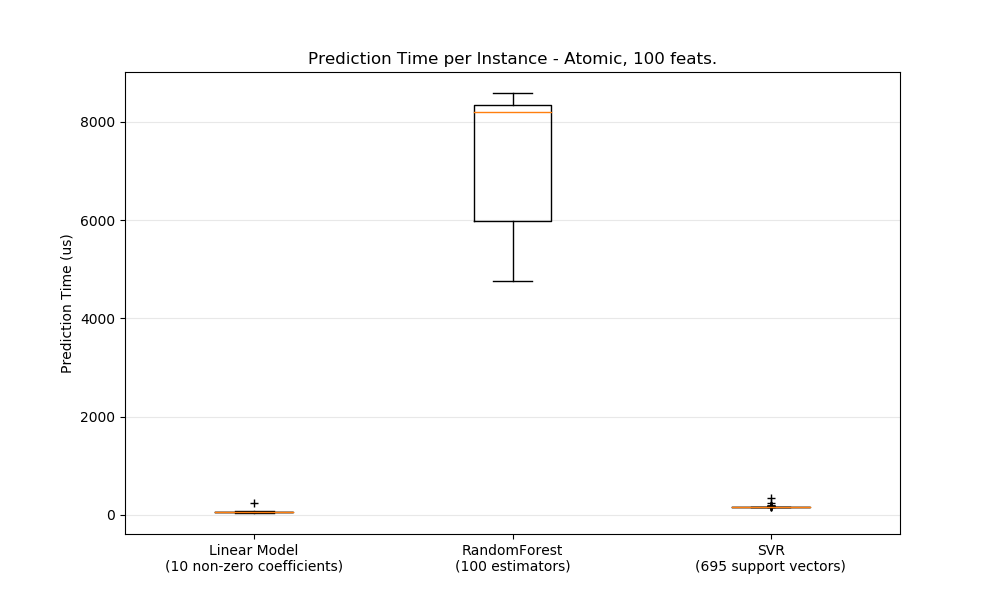 Prediction Time per Instance - Atomic, 100 feats.
Prediction Time (us)
8000
6000
4000
2000
0
Linear Model
(10 non-zero coefficients)
RandomForest
(100 estimators)
SVR
(695 support vectors)